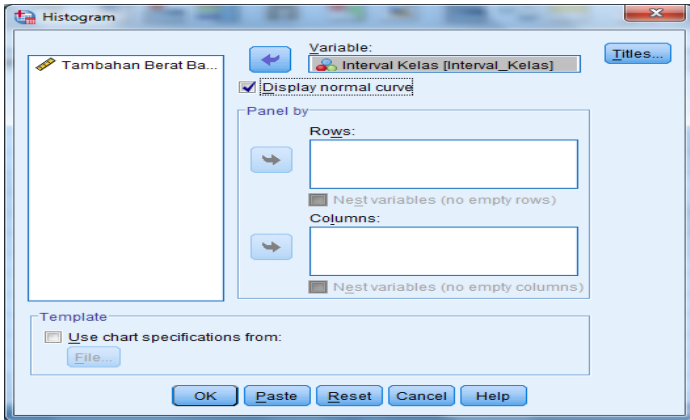 Histogram
Variable:
Titles...
Tambahan Berat Ba...
Interval Kelas [Interval_Kelas]
Display normal curve
Panel by
Rows:
Nest variables (no empty rows)
Columns:
Nest variables (no empty columns)
Template
Use chart specifications from:
File...
OK
Paste
Reset
Cancel
Help